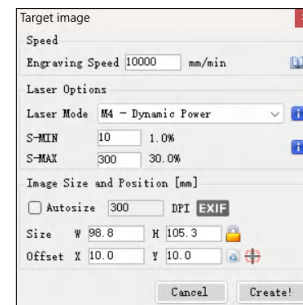 Target image
Speed
Engraving Speed 10000 mm/min
Laser Options
Laser Mode M4 - Dynamic Power
S-MIN 10 1.0%
S-MAX 300 30.0%
Image Size and Position [mm]
Autosize 300 DPI EXIF
Size W 98.8 H 105.3
Offset X 10.0 Y 10.0
Cancel Create!